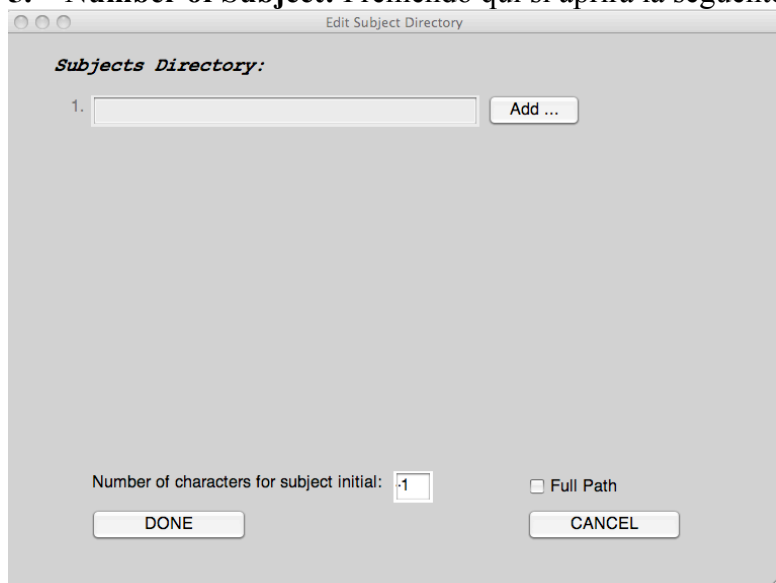 Number of Subject. Premendo qui si aprirà la seguente
Edit Subject Directory
Subjects Directory:
1. Add ...
Number of characters for subject initial: -1 Full Path
DONE CANCEL